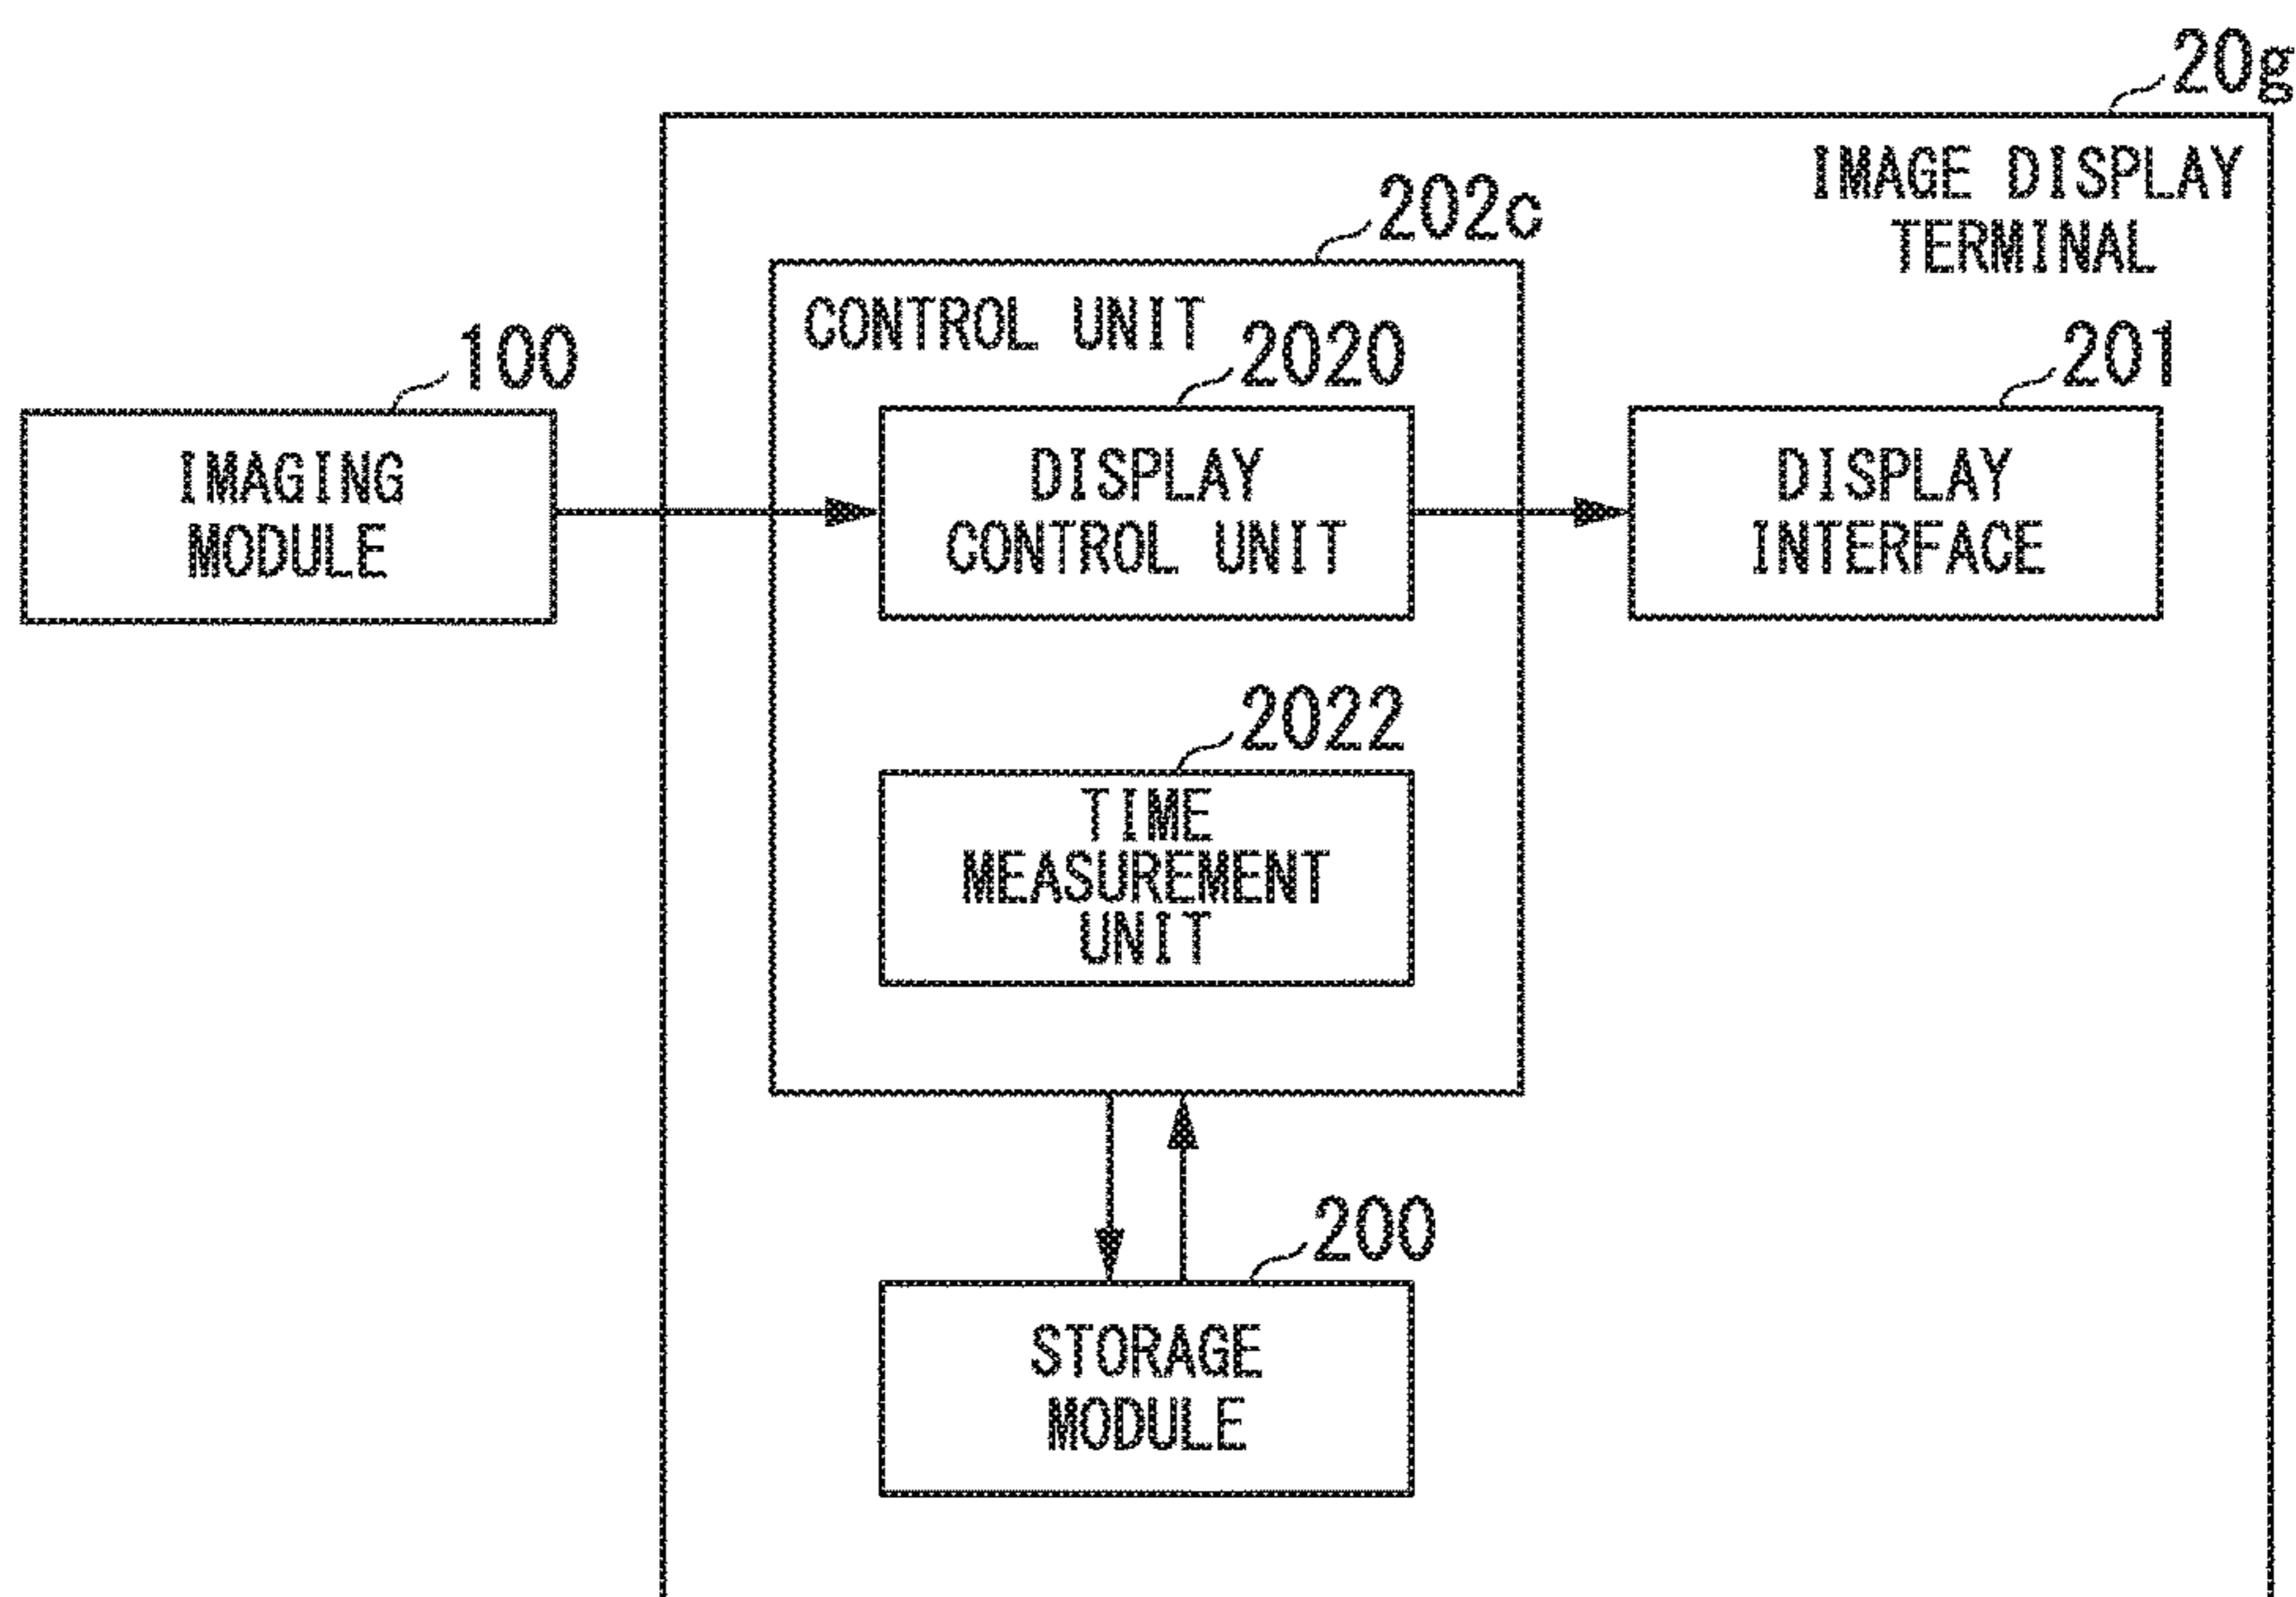 20g
IMAGE DISPLAY
TERMINAL
202c
CONTROL UNIT
100
2020
201
IMAGING
MODULE
DISPLAY
CONTROL UNIT
DISPLAY
INTERFACE
2022
TIME
MEASUREMENT
UNIT
200
STORAGE
MODULE